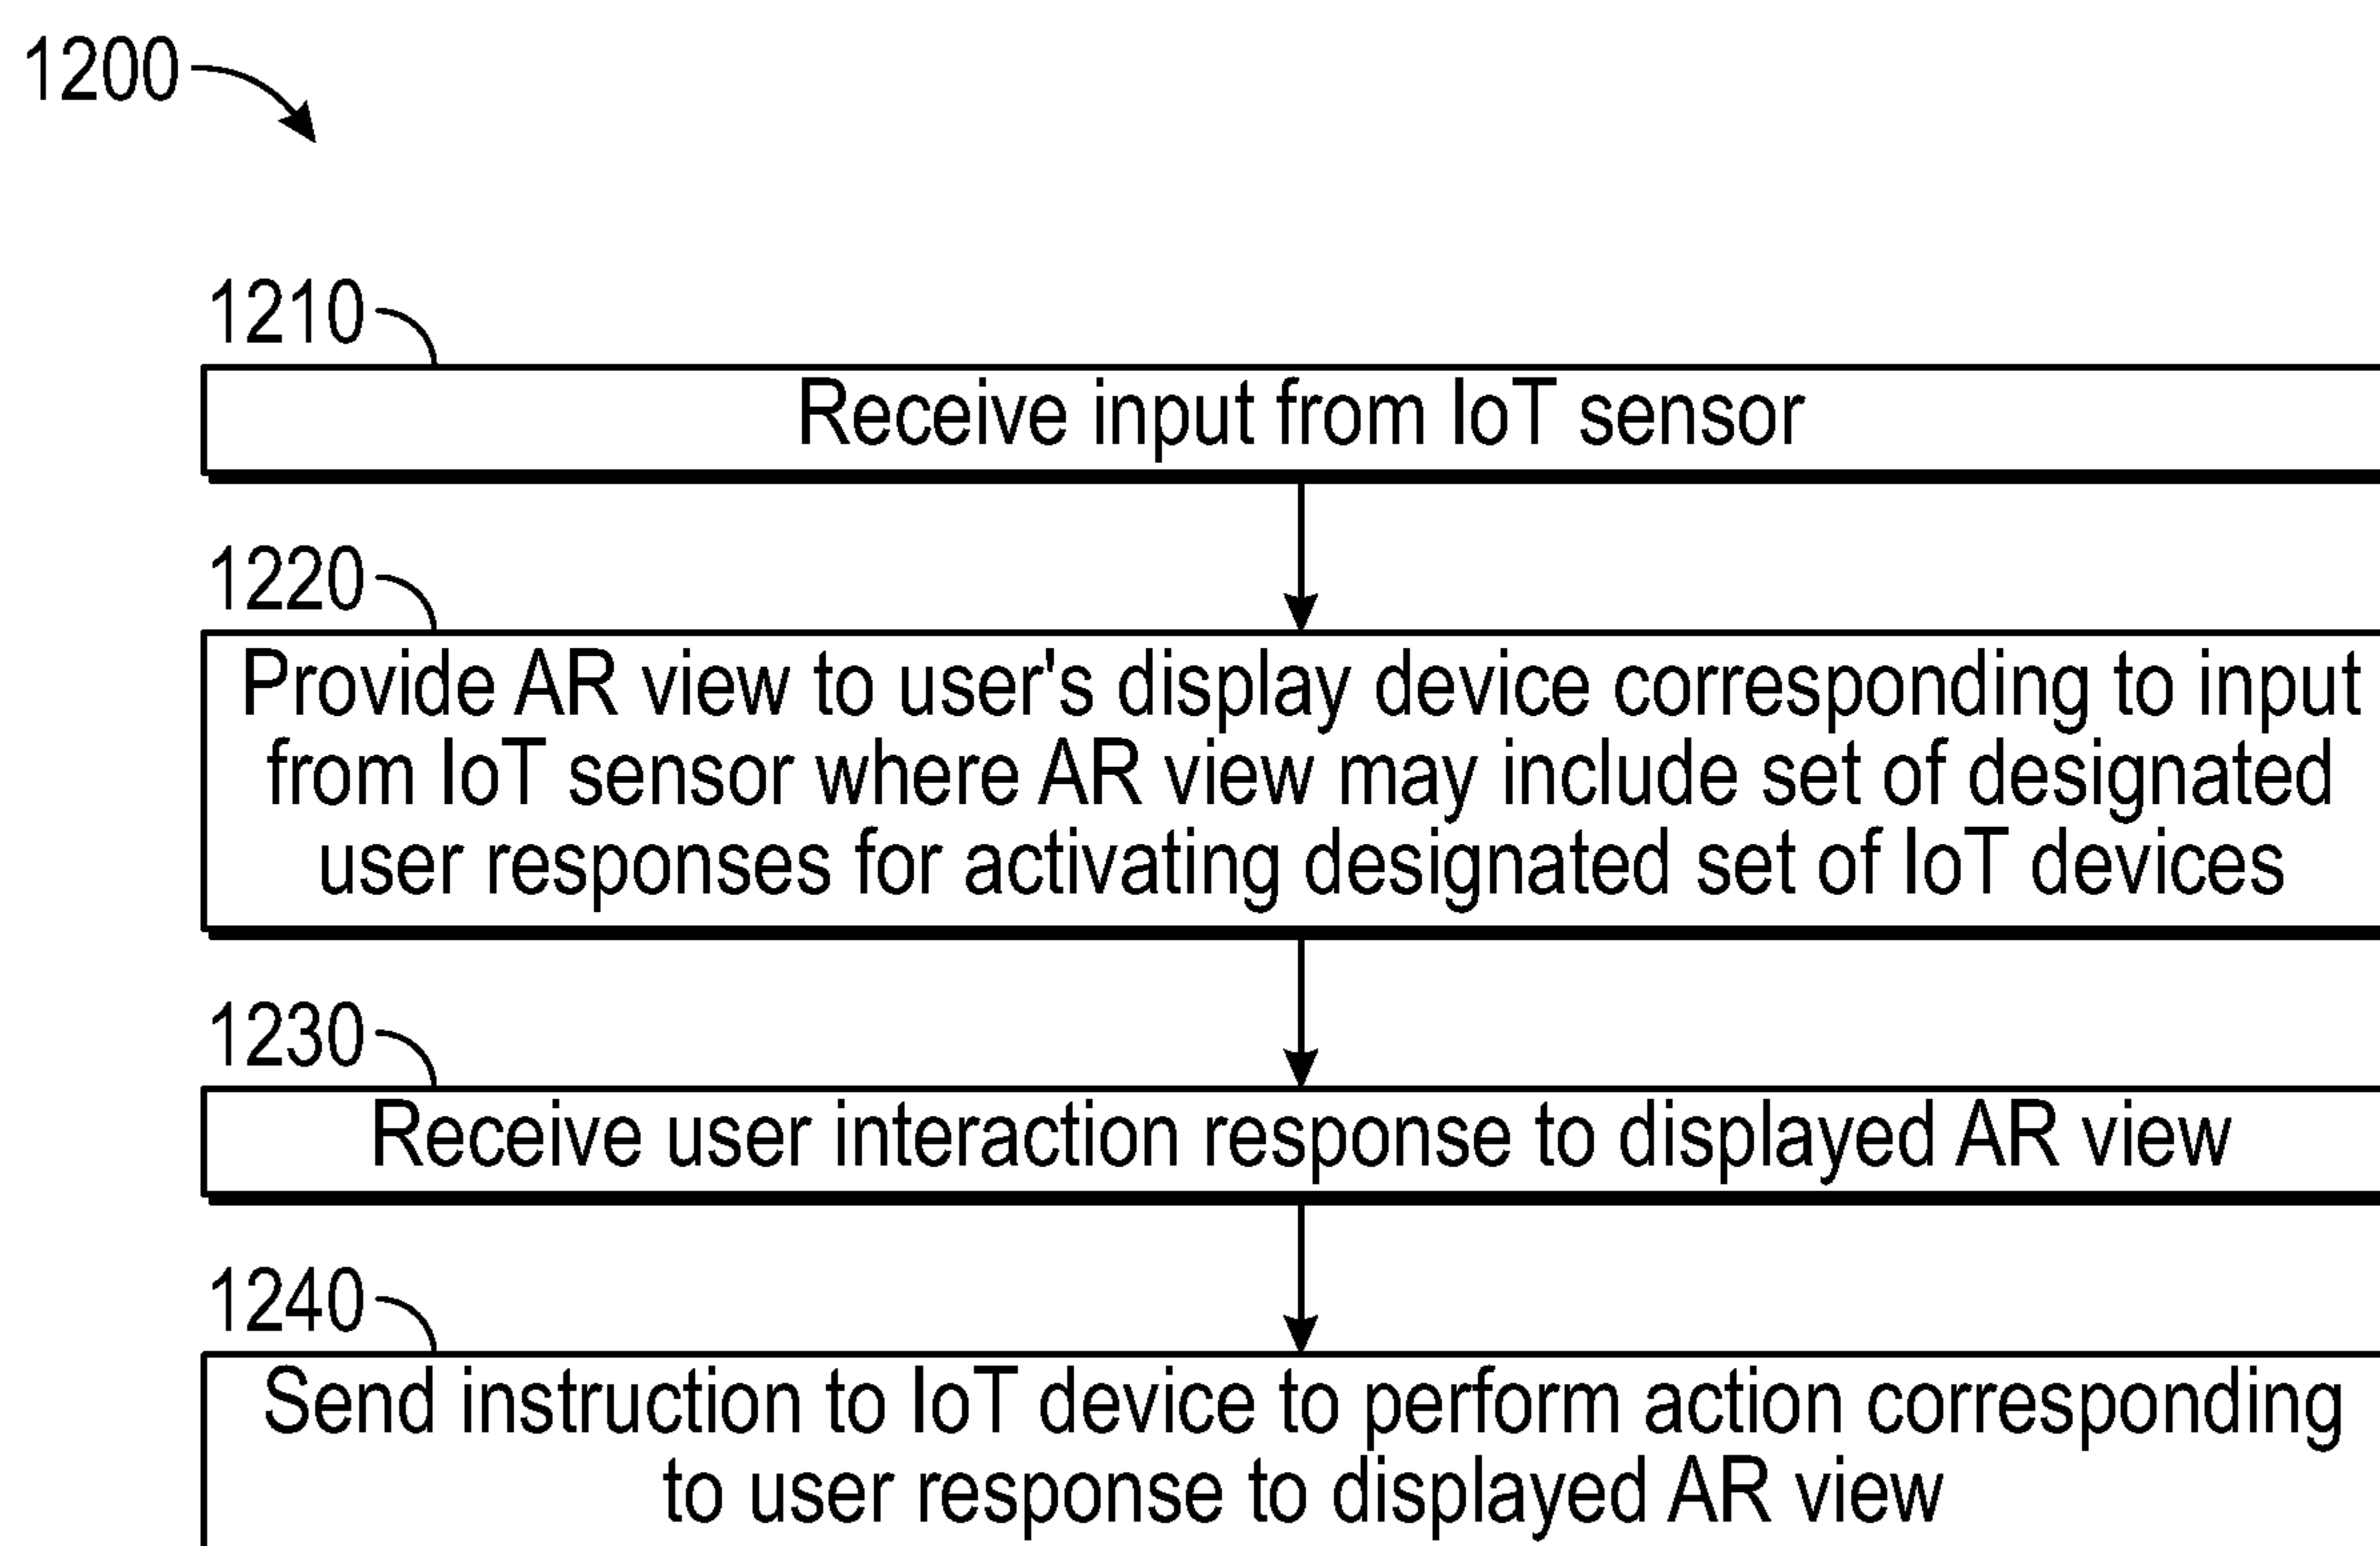 1200
1210
Receive input from IoT sensor
1220
Provide AR view to user's display device corresponding to input
from IoT sensor where AR view may include set of designated
user responses for activating designated set of IoT devices
1230
Receive user interaction response to displayed AR view
1240
Send instruction to IoT device to perform action corresponding
to user response to displayed AR view